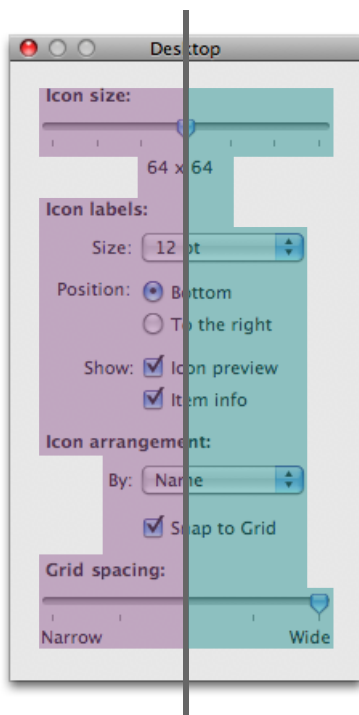 Desktop
Icon size:
64 x 64
Icon labels:
Size: 12 pt
Position: Bottom
To the right
Show: Icon preview
Item info
Icon arrangement:
By: Name
Snap to Grid
Grid spacing:
Narrow Wide